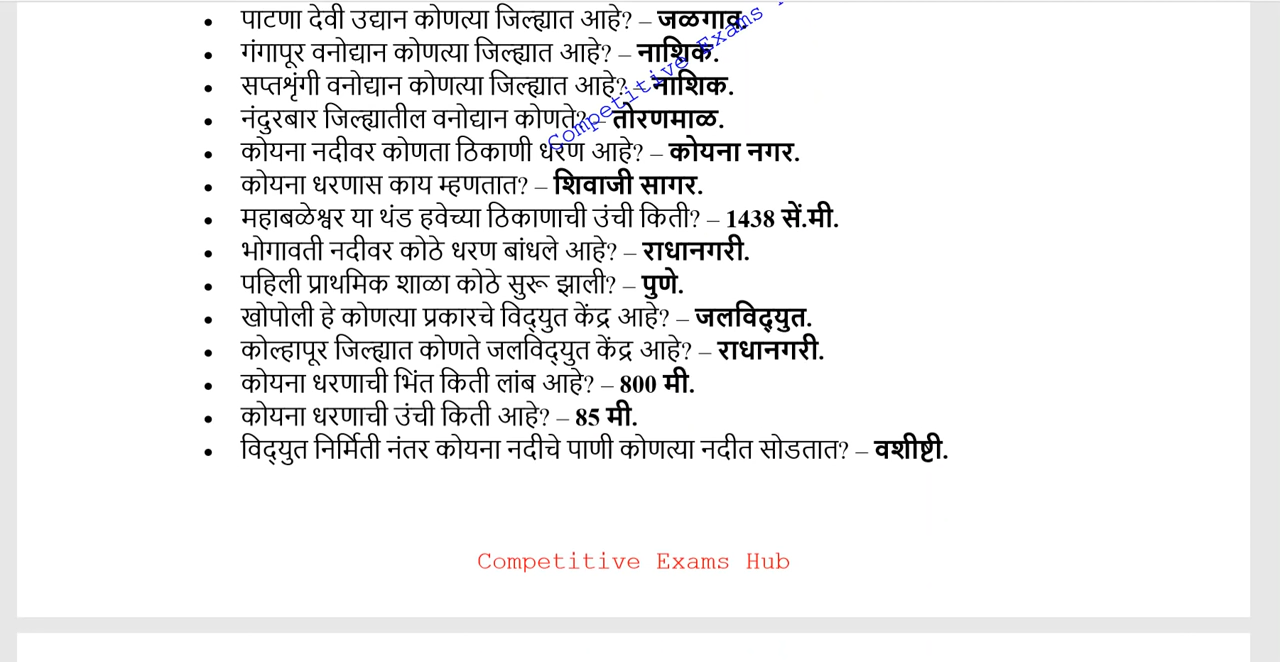 • पाटणा देवी उद्यान कोणत्या जिल्ह्यात आहे? – जळगाव.
• गंगापूर वनोद्यान कोणत्या जिल्ह्यात आहे? – नाशिक.
• सप्तशृंगी वनोद्यान कोणत्या जिल्ह्यात आहे? – नाशिक.
• नंदुरबार जिल्ह्यातील वनोद्यान कोणते? – तोरणमाळ.
• कोयना नदीवर कोणता ठिकाणी धरण आहे? – कोयना नगर.
• कोयना धरणास काय म्हणतात? – शिवाजी सागर.
• महाबळेश्वर या थंड हवेच्या ठिकाणाची उंची किती? – 1438 सें.मी.
• भोगावती नदीवर कोठे धरण बांधले आहे? – राधानगरी.
• पहिली प्राथमिक शाळा कोठे सुरू झाली? – पुणे.
• खोपोली हे कोणत्या प्रकारचे विद्युत केंद्र आहे? – जलविद्युत.
• कोल्हापूर जिल्ह्यात कोणते जलविद्युत केंद्र आहे? – राधानगरी.
• कोयना धरणाची भिंत किती लांब आहे? – 800 मी.
• कोयना धरणाची उंची किती आहे? – 85 मी.
• विद्युत निर्मिती नंतर कोयना नदीचे पाणी कोणत्या नदीत सोडतात? – वशीष्टी.
Competitive Exams
Competitive Exams Hub